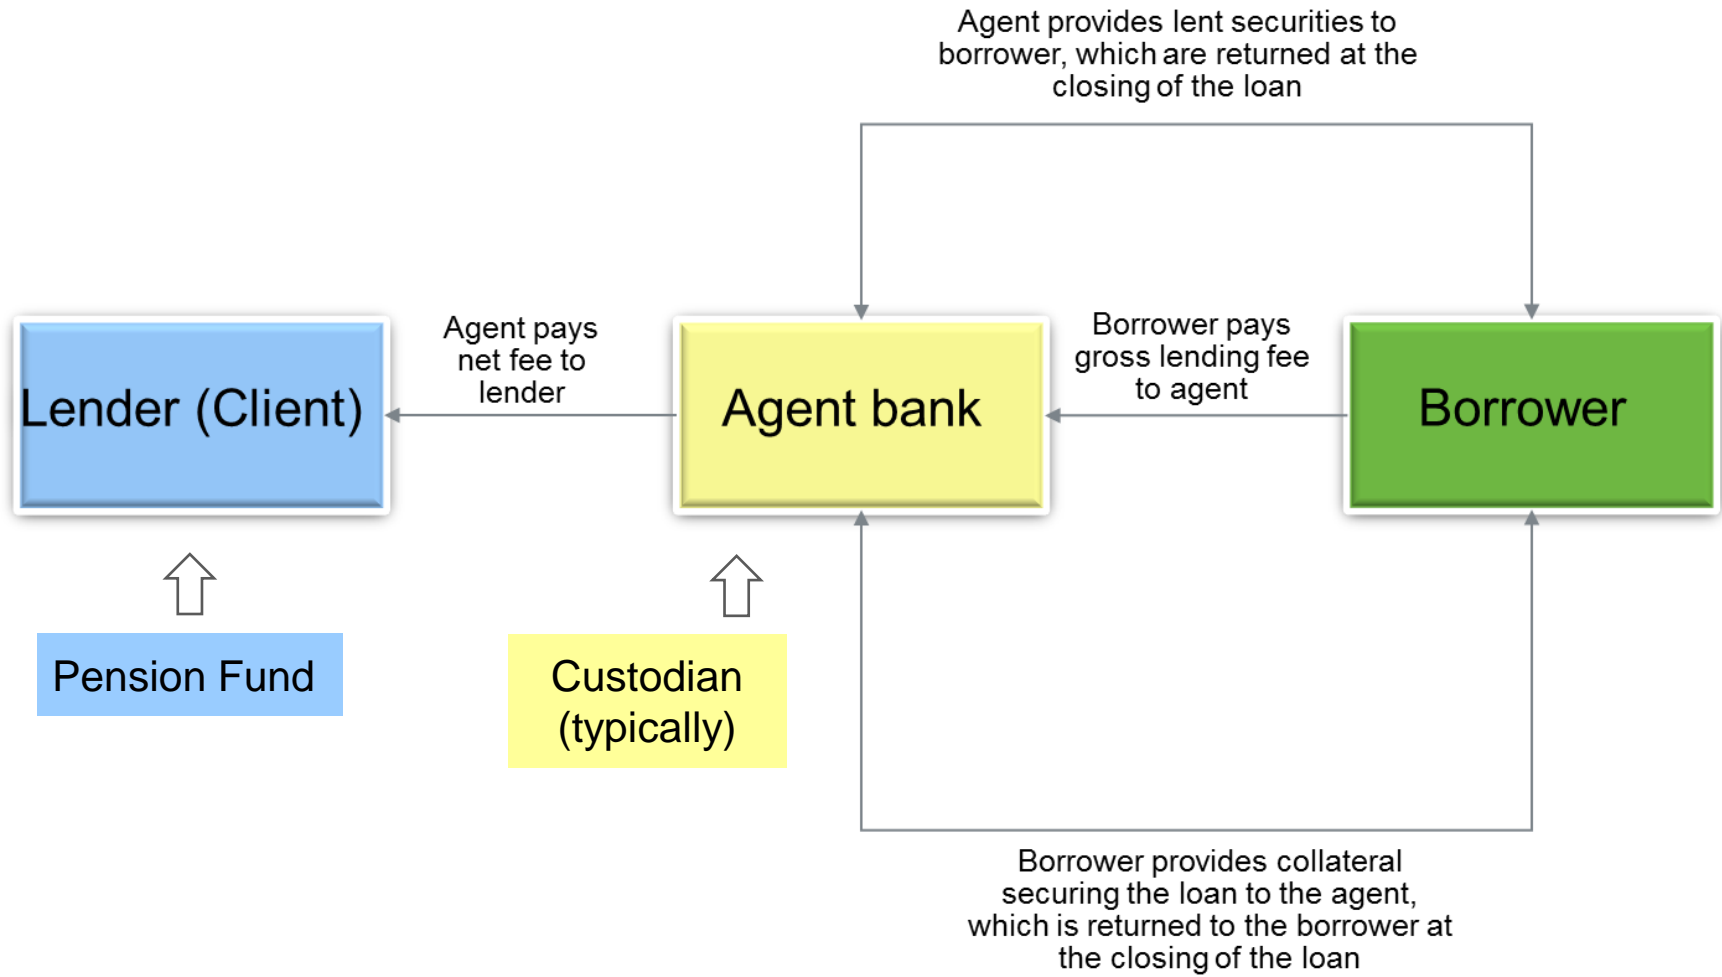 Agent provides lent securities to
borrower, which are returned at the
closing of the loan
Agent pays
net fee to
lender
Borrower pays
gross lending fee
to agent
Lender (Client)
Agent bank
Borrower
Pension Fund
Custodian
(typically)
Borrower provides collateral
securing the loan to the agent,
which is returned to the borrower at
the closing of the loan